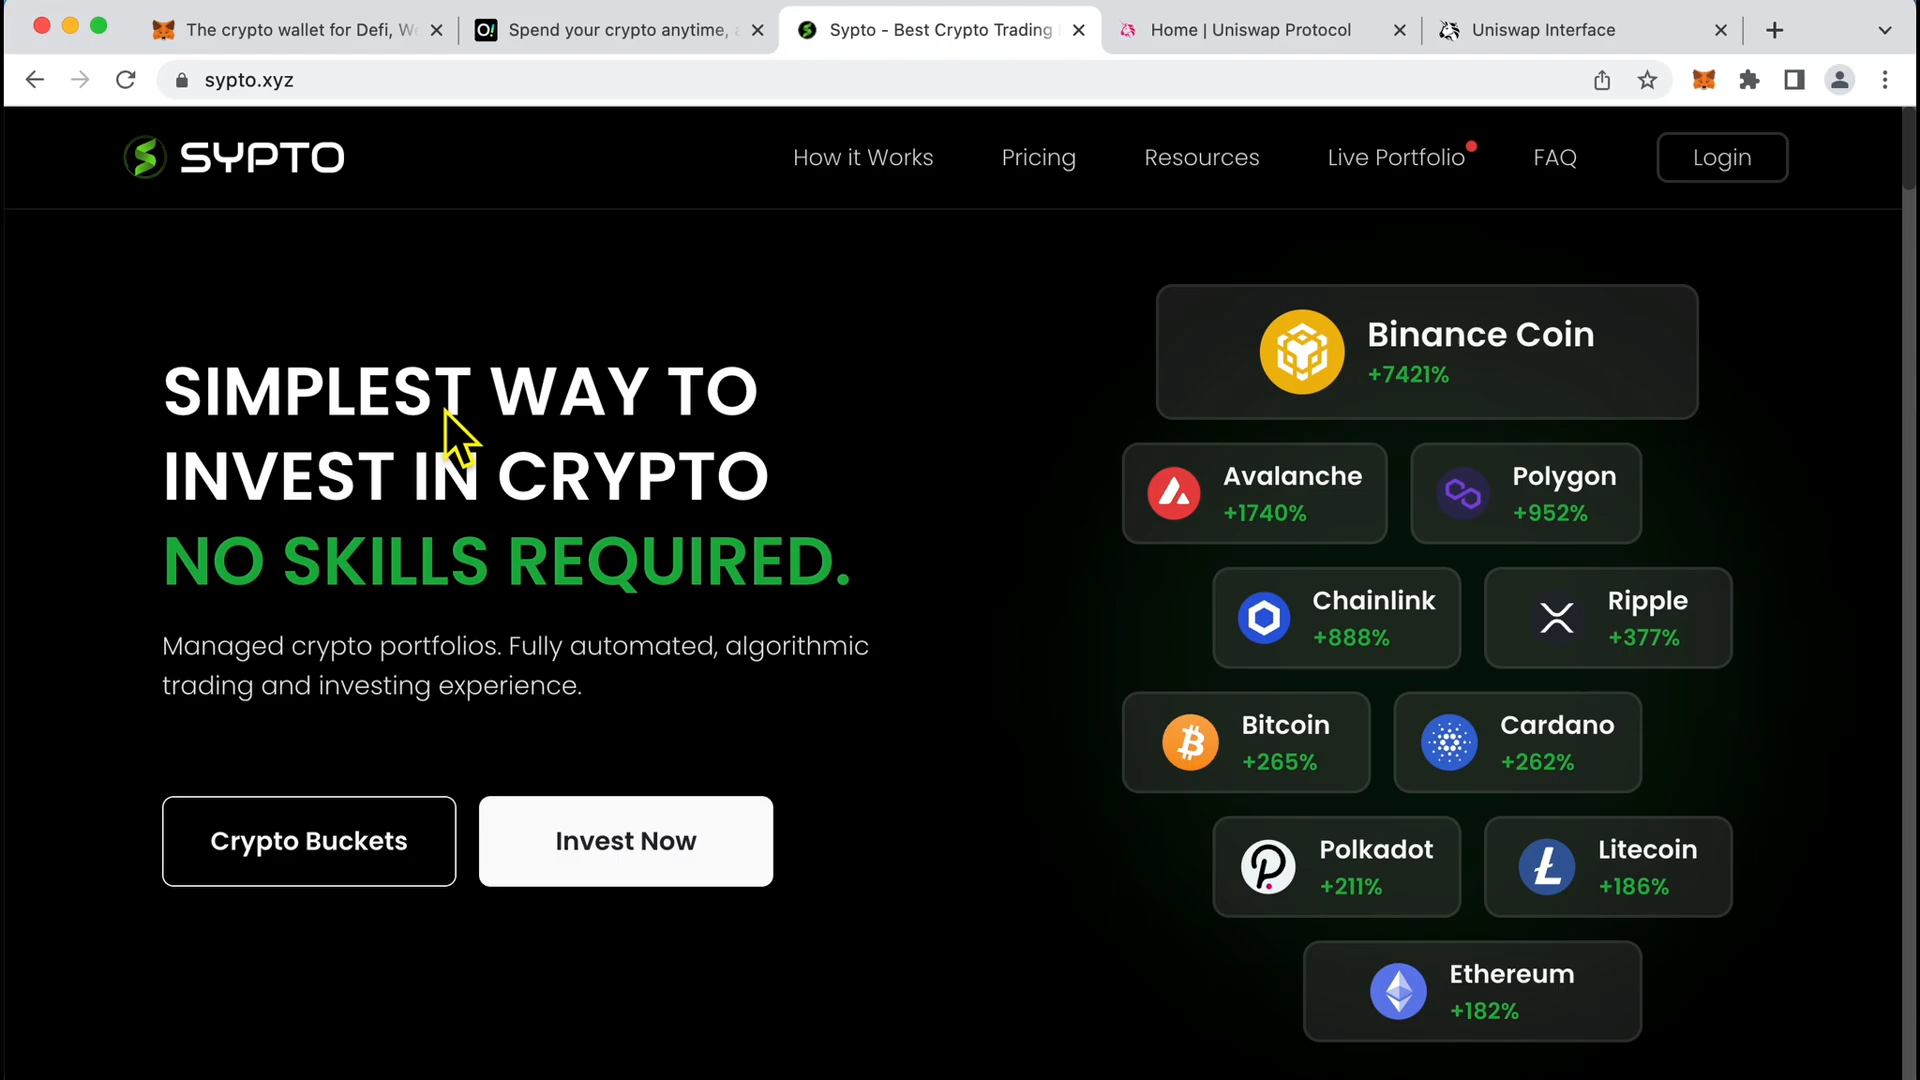 The crypto wallet for Defi, We
Spend your crypto anytime, a
Sypto - Best Crypto Trading
Home | Uniswap Protocol
Uniswap Interface
sypto.xyz
SYPTO
How it Works
Pricing
Resources
Live Portfolio
FAQ
Login
SIMPLEST WAY TO
INVEST IN CRYPTO
NO SKILLS REQUIRED.
Managed crypto portfolios. Fully automated, algorithmic
trading and investing experience.
Crypto Buckets
Invest Now
Binance Coin
+7421%
Avalanche
+1740%
Polygon
+952%
Chainlink
+888%
Ripple
+377%
Bitcoin
+265%
Cardano
+262%
Polkadot
+211%
Litecoin
+186%
Ethereum
+182%